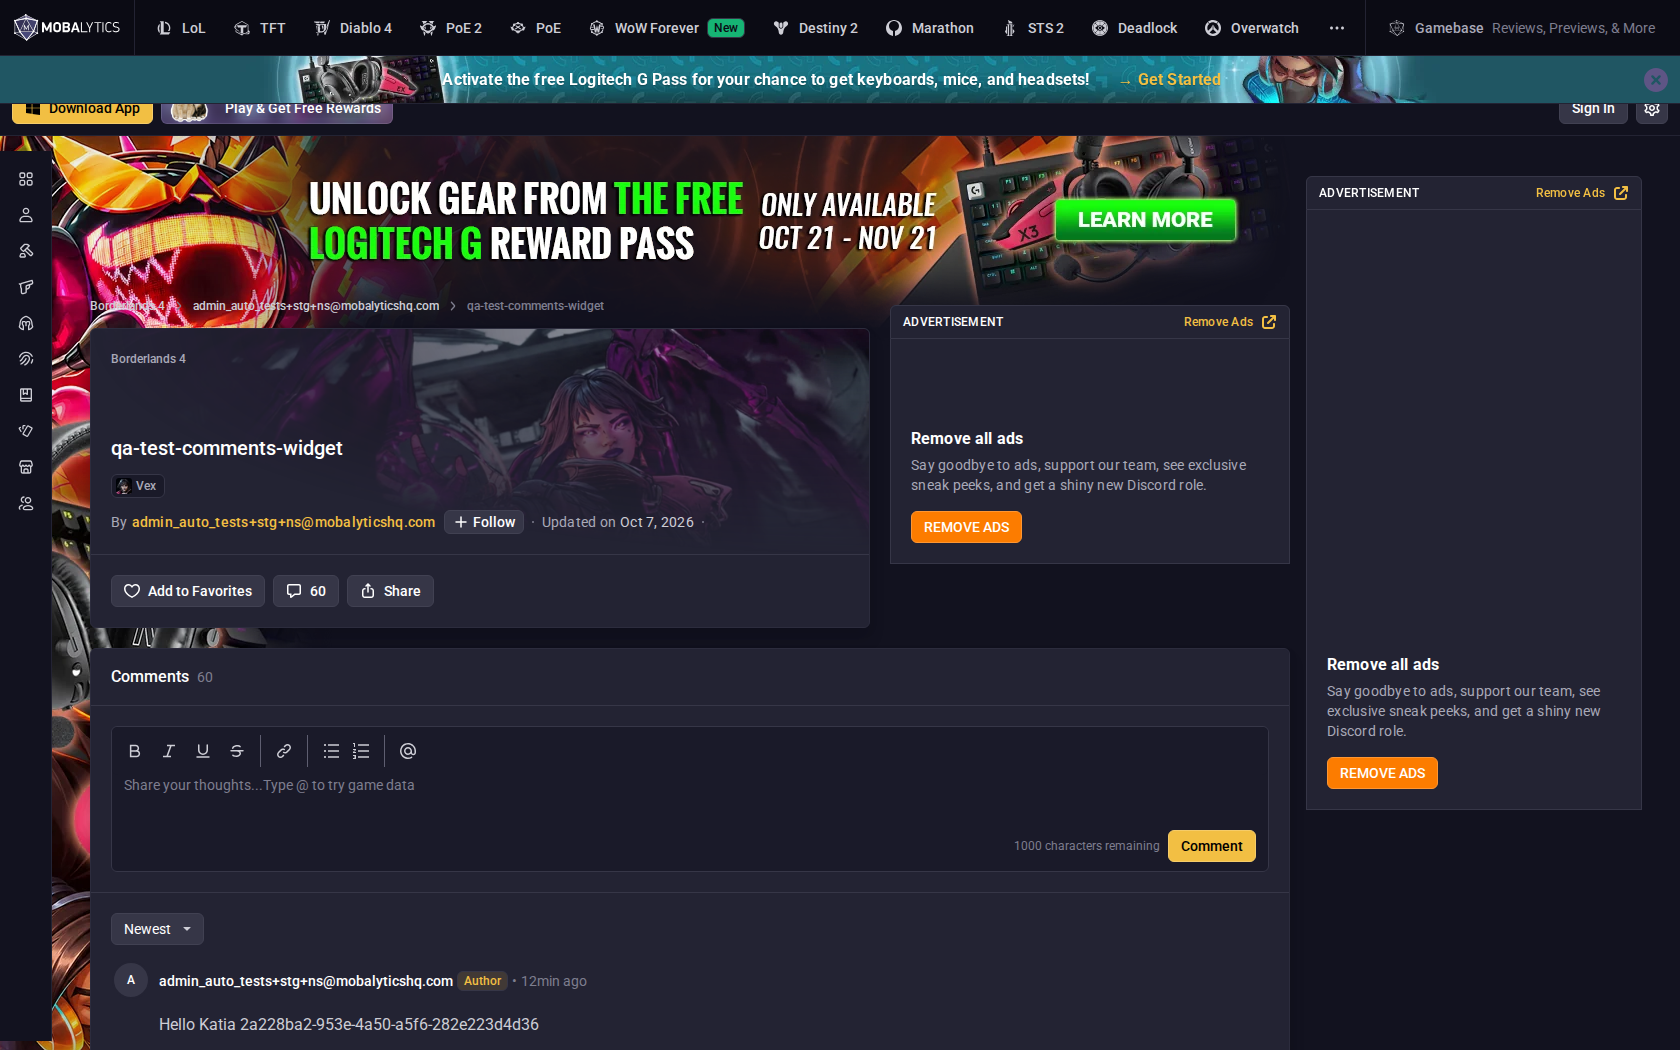 MOBALYTICS
LoL
TFT
Diablo 4
PoE 2
PoE
WoW Forever New
Destiny 2
Marathon
STS 2
Deadlock
Overwatch
Gamebase Reviews, Previews, & More
Activate the free Logitech G Pass for your chance to get keyboards, mice, and headsets! → Get Started
Download App
Play & Get Free Rewards
Sign In
UNLOCK GEAR FROM THE FREE
LOGITECH G REWARD PASS
ONLY AVAILABLE
OCT 21 - NOV 21
X3
LEARN MORE
Borderlands 4 admin_auto_tests+stg+ns@mobalyticshq.com qa-test-comments-widget
Borderlands 4
qa-test-comments-widget
Vex
By admin_auto_tests+stg+ns@mobalyticshq.com Follow · Updated on Oct 7, 2026 ·
Add to Favorites
60
Share
ADVERTISEMENT Remove Ads
Remove all ads
Say goodbye to ads, support our team, see exclusive
sneak peeks, and get a shiny new Discord role.
REMOVE ADS
ADVERTISEMENT Remove Ads
Remove all ads
Say goodbye to ads, support our team, see
exclusive sneak peeks, and get a shiny new
Discord role.
REMOVE ADS
Comments 60
Share your thoughts...Type @ to try game data
1000 characters remaining Comment
Newest
A
admin_auto_tests+stg+ns@mobalyticshq.com Author • 12min ago
Hello Katia 2a228ba2-953e-4a50-a5f6-282e223d4d36